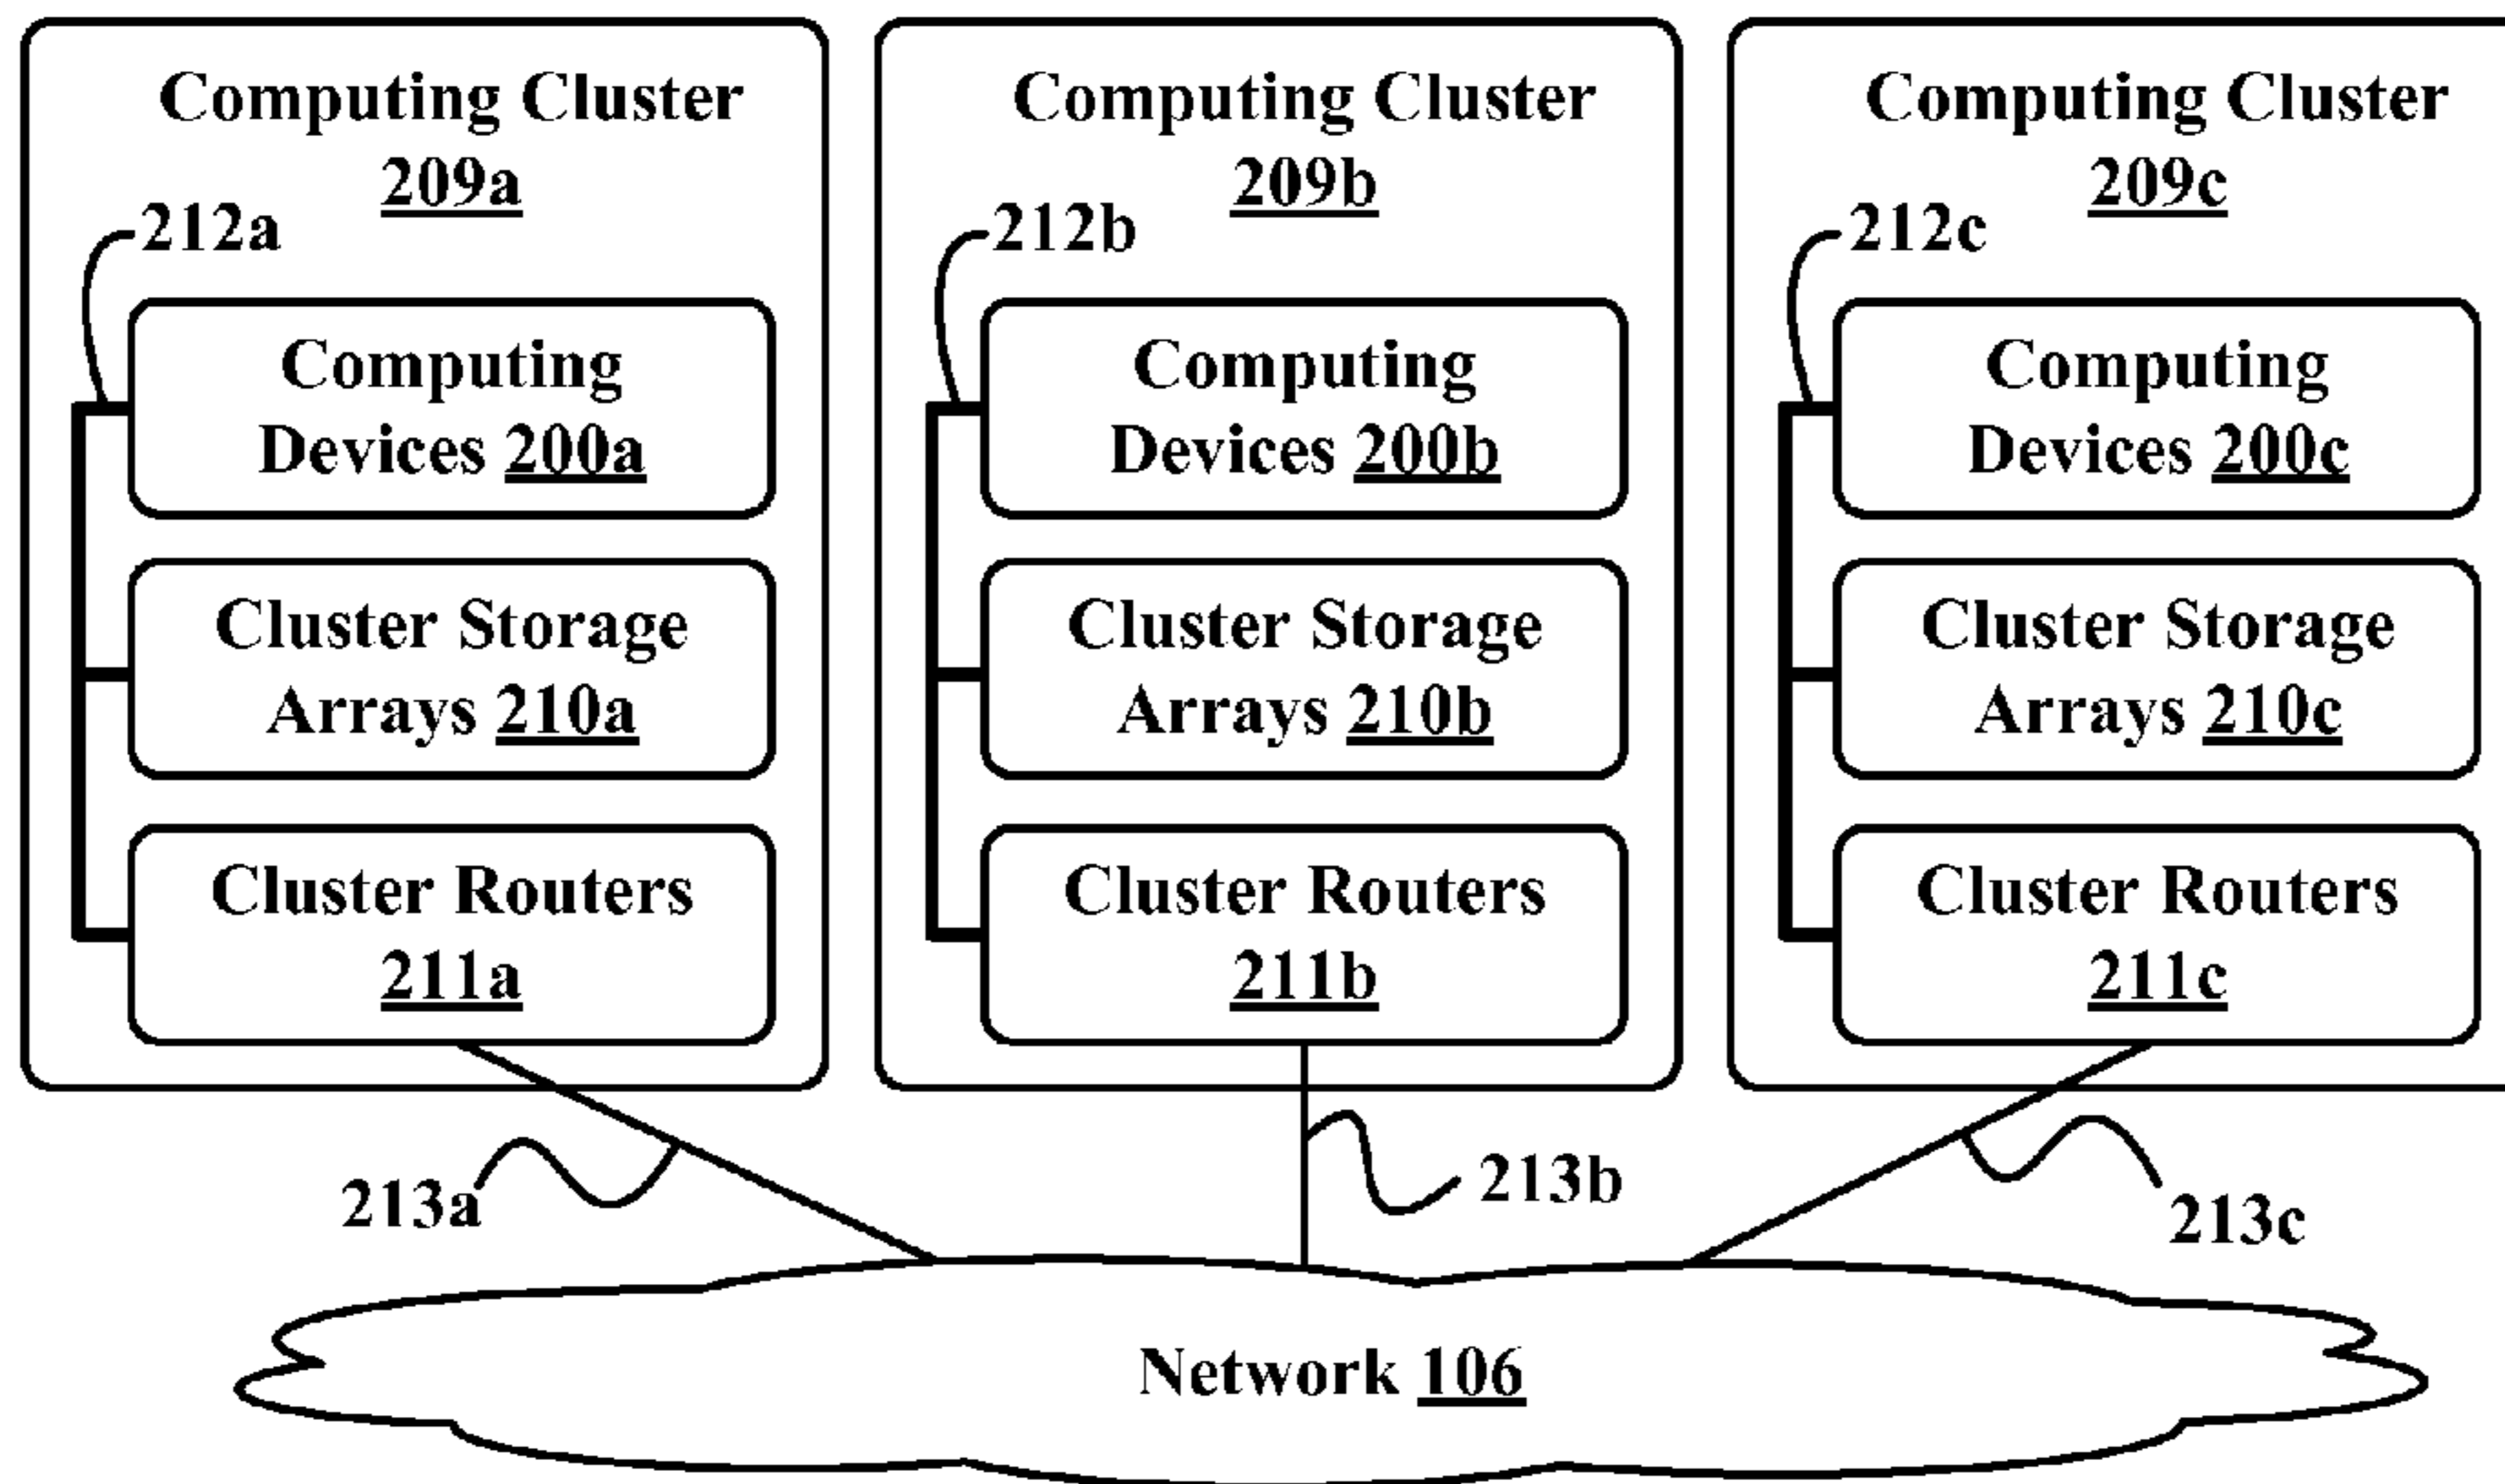 Computing Cluster
209a
212a
Computing
Devices 200a
Cluster Storage
Arrays 210a
Cluster Routers
211a
Computing Cluster
209b
212b
Computing
Devices 200b
Cluster Storage
Arrays 210b
Cluster Routers
211b
Computing Cluster
209c
212c
Computing
Devices 200c
Cluster Storage
Arrays 210c
Cluster Routers
211c
213a
213b
213c
Network 106